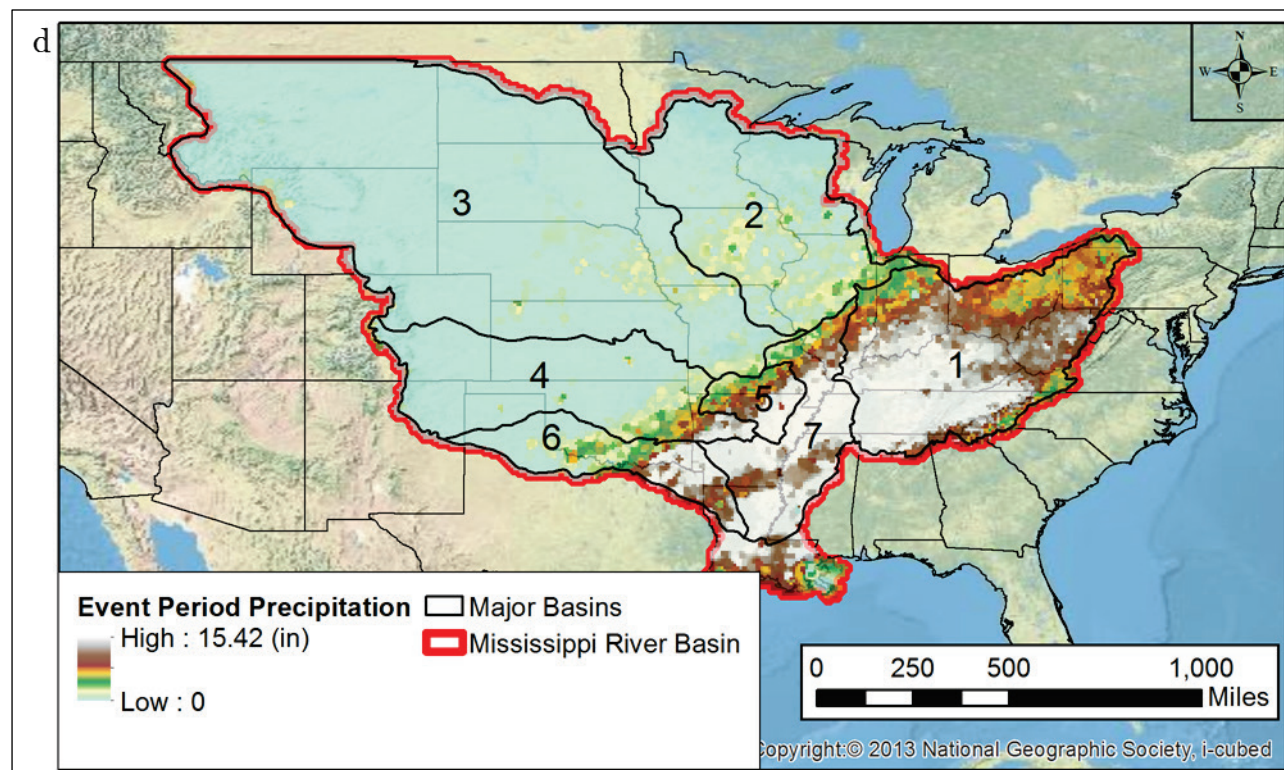 d
N
W E
S
3
2
1
4
5
6
7
Event Period Precipitation
High : 15.42 (in)
Low : 0
Major Basins
Mississippi River Basin
0 250 500 1,000
Miles
opyright:© 2013 National Geographic Society, i-cubed